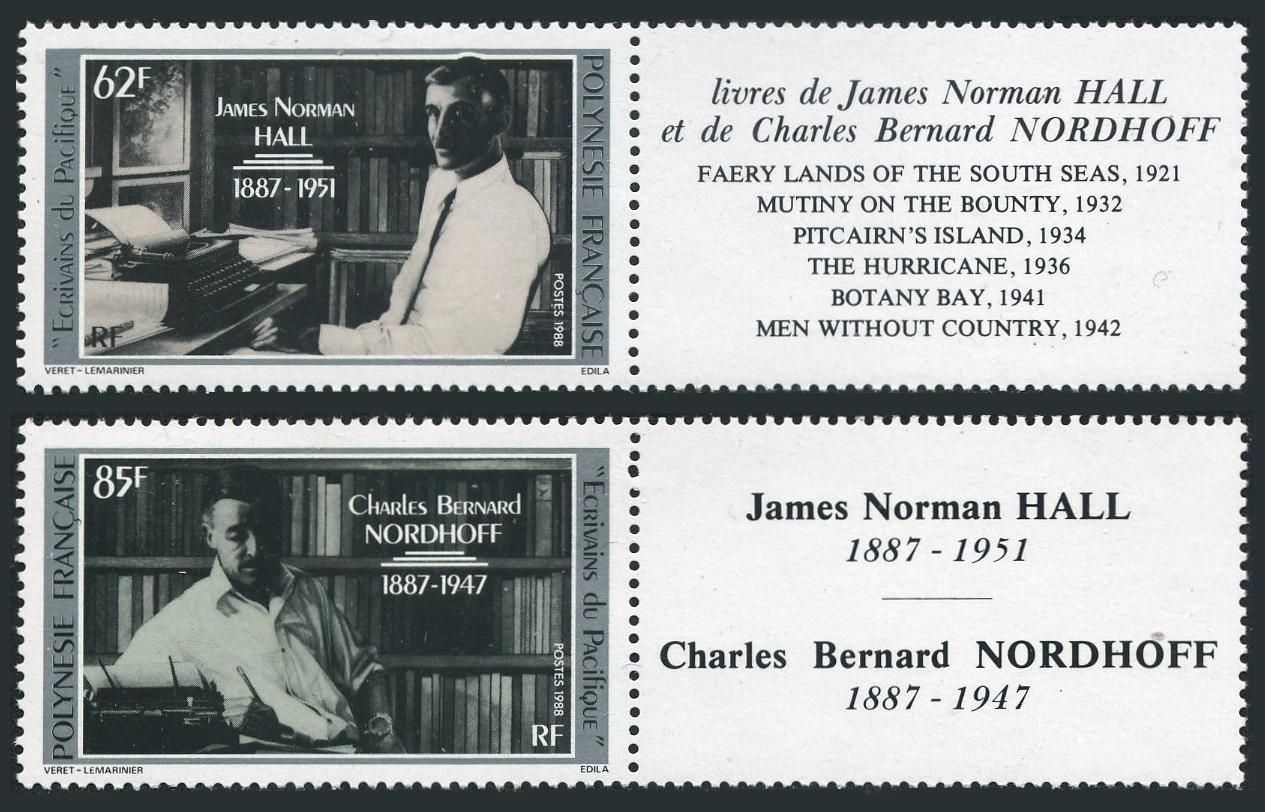 62F
JAMES NORMAN
HALL
1887-1951
"ECRIVAINS du PACIFIQUE"
POLYNESIE FRANÇAISE
POSTES 1988
RF
VERET-LEMARINIER
EDILA
livres de James Norman HALL
et de Charles Bernard NORDHOFF
FAERY LANDS OF THE SOUTH SEAS, 1921
MUTINY ON THE BOUNTY, 1932
PITCAIRN'S ISLAND, 1934
THE HURRICANE, 1936
BOTANY BAY, 1941
MEN WITHOUT COUNTRY, 1942
85F
CHARLES BERNARD
NORDHOFF
1887-1947
POLYNESIE FRANÇAISE
"ECRIVAINS du PACIFIQUE"
POSTES 1988
RF
VERET-LEMARINIER
EDILA
James Norman HALL
1887 - 1951
Charles Bernard NORDHOFF
1887 - 1947